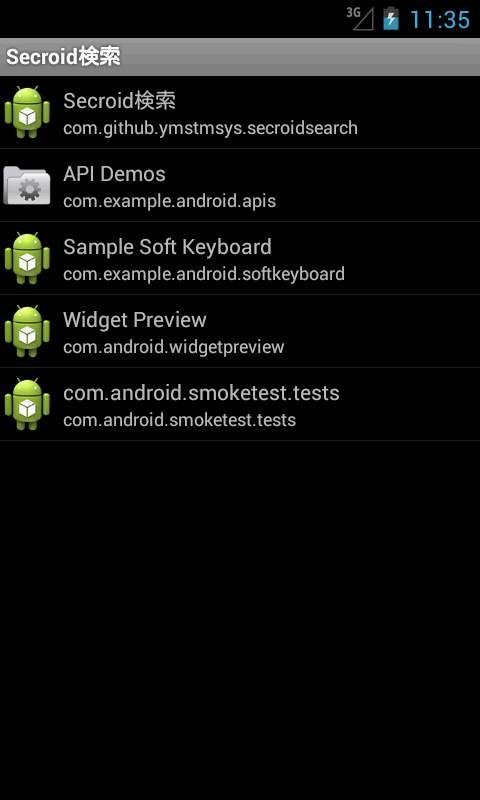 3G
11:35
Secroid検索
Secroid検索
com.github.ymstmsys.secroidsearch
API Demos
com.example.android.apis
Sample Soft Keyboard
com.example.android.softkeyboard
Widget Preview
com.android.widgetpreview
com.android.smoketest.tests
com.android.smoketest.tests